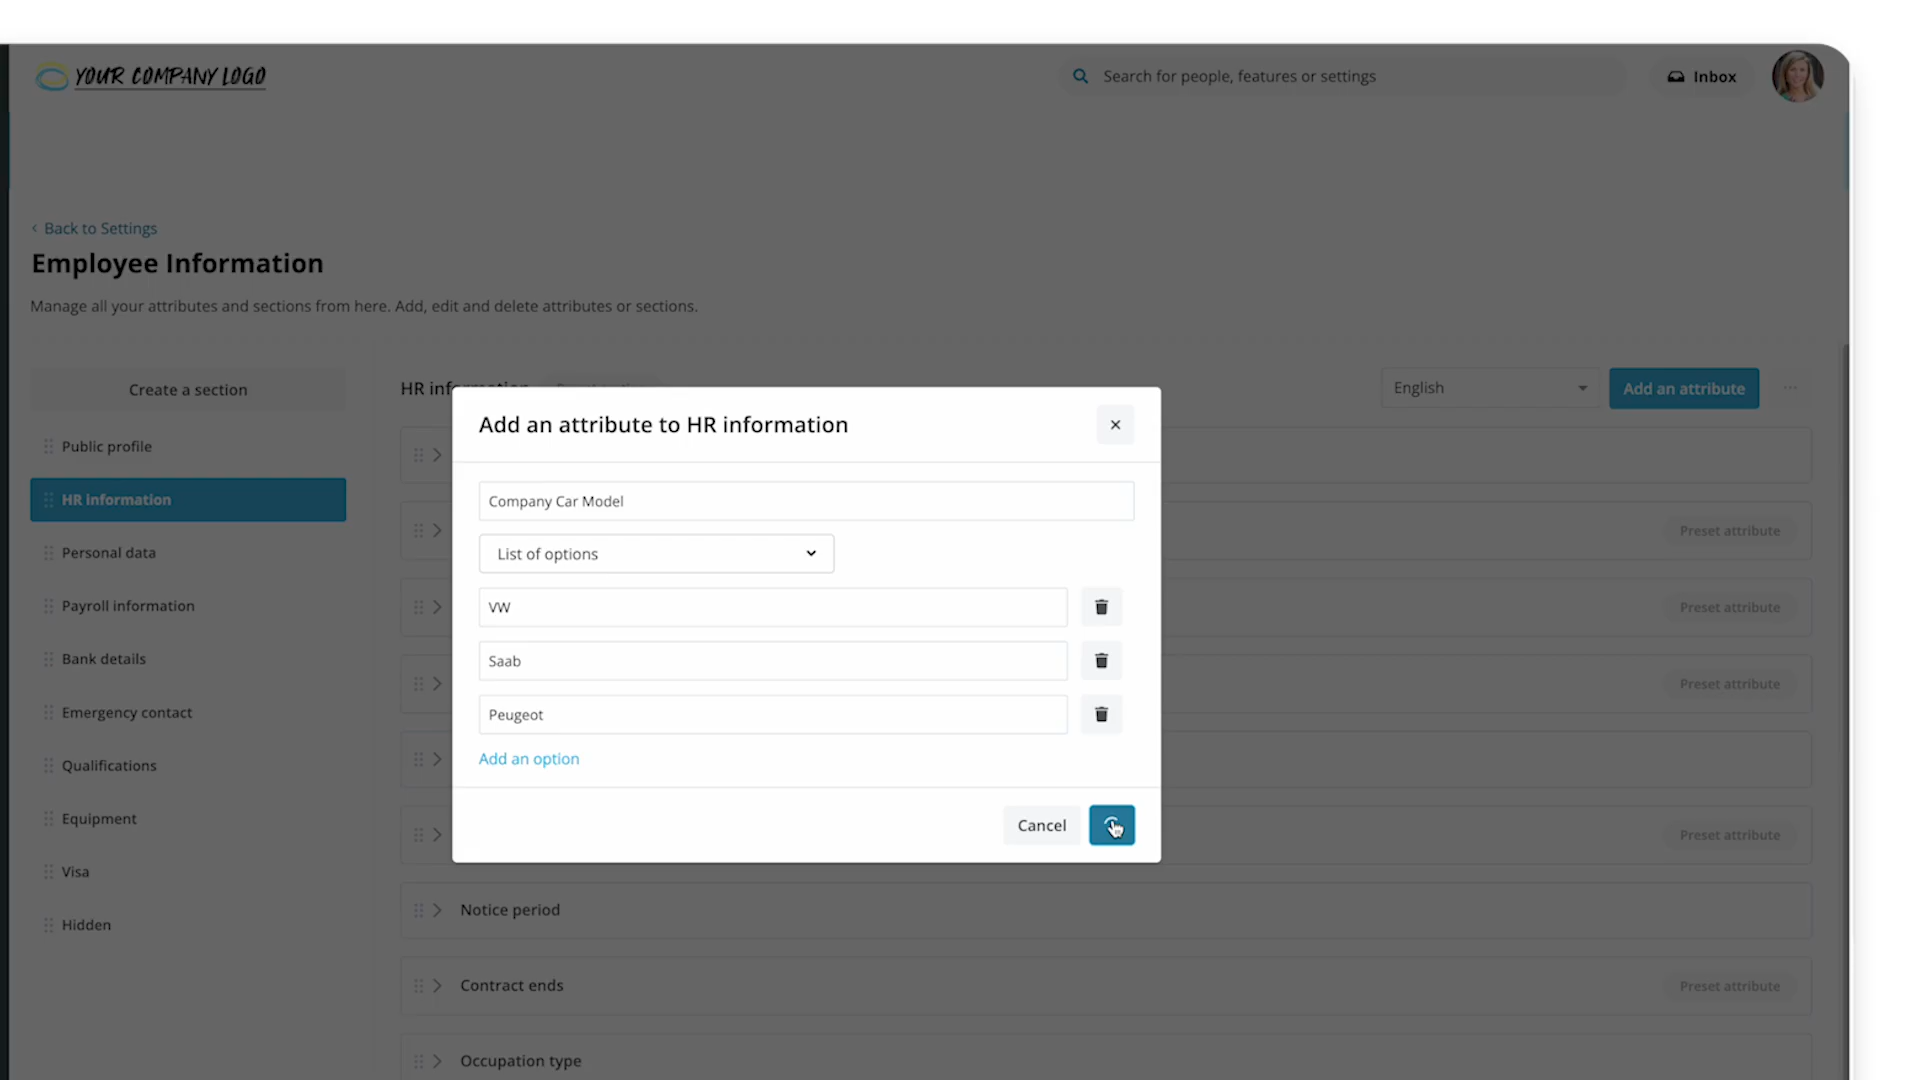 YOUR COMPANY LOGO
Search for people, features or settings
Inbox
Back to Settings
Employee Information
Manage all your attributes and sections from here. Add, edit and delete attributes or sections.
Create a section
Public profile
HR information
Personal data
Payroll information
Bank details
Emergency contact
Qualifications
Equipment
Visa
Hidden
HR information
English
Add an attribute
Add an attribute to HR information
Company Car Model
List of options
VW
Saab
Peugeot
Add an option
Cancel
Preset attribute
Preset attribute
Preset attribute
Preset attribute
Notice period
Contract ends
Preset attribute
Occupation type